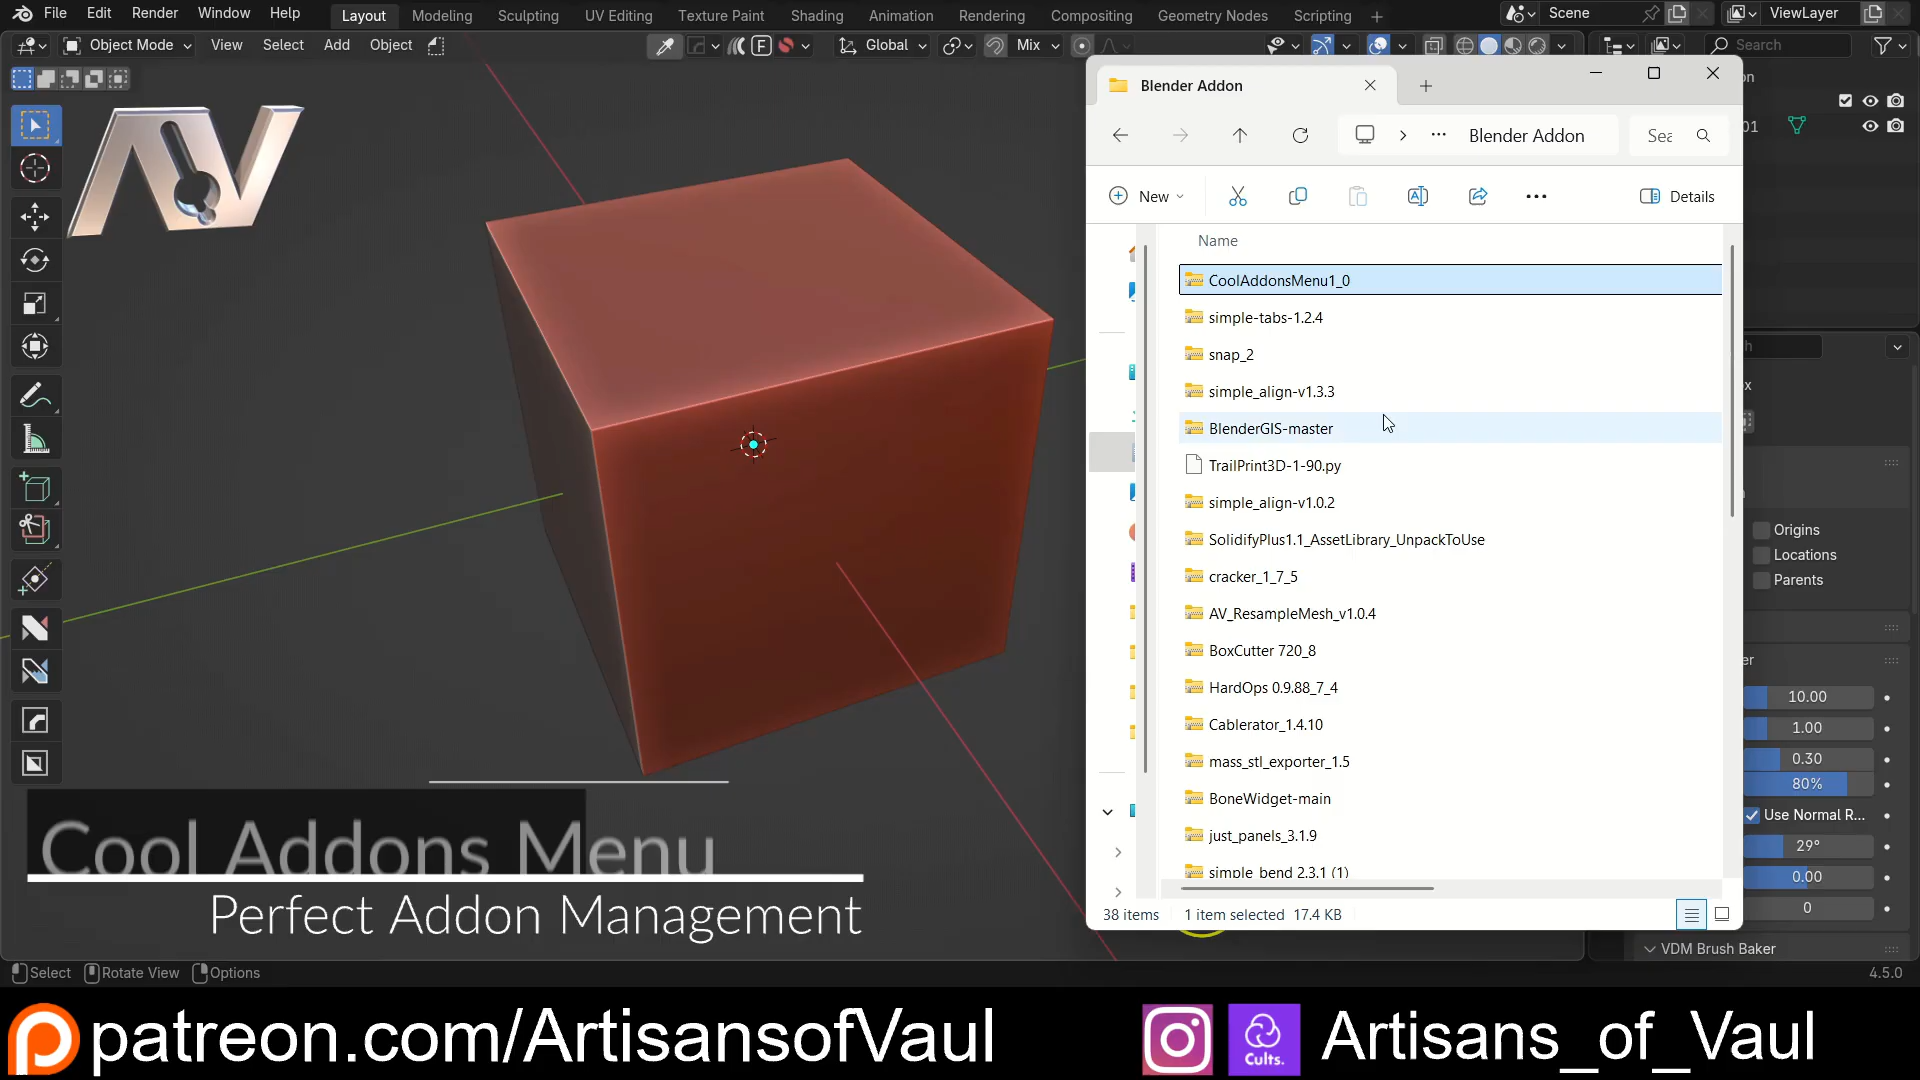 File Edit Render Window Help Layout Modeling Sculpting UV Editing Texture Paint Shading Animation Rendering Compositing Geometry Nodes Scripting + Scene ViewLayer
Object Mode View Select Add Object Global Mix Search
AV
Blender Addon
Blender Addon Sea
New Details
Name
CoolAddonsMenu1_0
simple-tabs-1.2.4
snap_2
simple_align-v1.3.3
BlenderGIS-master
TrailPrint3D-1-90.py
simple_align-v1.0.2
SolidifyPlus1.1_AssetLibrary_UnpackToUse
cracker_1_7_5
AV_ResampleMesh_v1.0.4
BoxCutter 720_8
HardOps 0.9.88_7_4
Cablerator_1.4.10
mass_stl_exporter_1.5
BoneWidget-main
just_panels_3.1.9
simple_bend 2.3.1 (1)
38 items 1 item selected 17.4 KB
on
01
Origins
Locations
Parents
er
10.00
1.00
0.30
80%
Use Normal R...
29°
0.00
0
VDM Brush Baker
Cool Addons Menu
Perfect Addon Management
Select Rotate View Options 4.5.0
patreon.com/ArtisansofVaul Cults. Artisans_of_Vaul